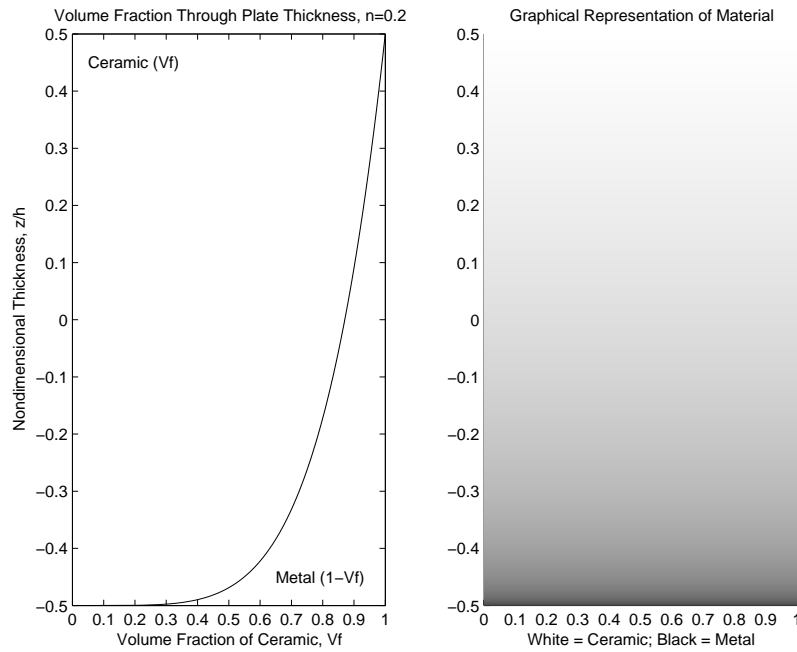 Volume Fraction Through Plate Thickness, n=0.2
0.5
0.4
0.3
0.2
0.1
0
−0.1
−0.2
−0.3
−0.4
−0.5
Nondimensional Thickness, z/h
Ceramic (Vf)
Metal (1−Vf)
0 0.1 0.2 0.3 0.4 0.5 0.6 0.7 0.8 0.9 1
Volume Fraction of Ceramic, Vf
Graphical Representation of Material
0.5
0.4
0.3
0.2
0.1
0
−0.1
−0.2
−0.3
−0.4
−0.5
0 0.1 0.2 0.3 0.4 0.5 0.6 0.7 0.8 0.9 1
White = Ceramic; Black = Metal